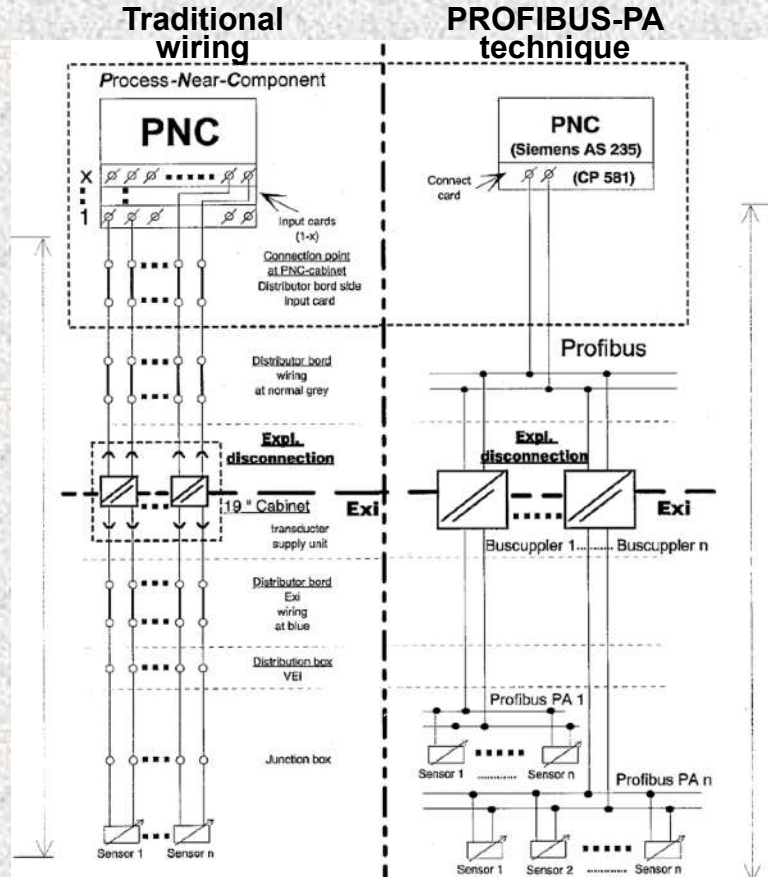 Traditional
wiring
PROFIBUS-PA
technique
Process-Near-Component
PNC
X
1
Input cards
(1-x)
Connection point
at PNC-cabinet
Distributor bord side
Input card
Distributor bord
wiring
at normal grey
Expl.
disconnection
19 " Cabinet
Exi
transducter
supply unit
Distributor bord
Exi
wiring
at blue
Distribution box
VEI
Junction box
Sensor 1
Sensor n
PNC
(Siemens AS 235)
(CP 581)
Connect
card
Profibus
Expl.
disconnection
Exi
Buscuppler 1 .......... Buscuppler n
Profibus PA 1
Sensor 1 .............. Sensor n
Profibus PA n
Sensor 1 Sensor 2 .............. Sensor n